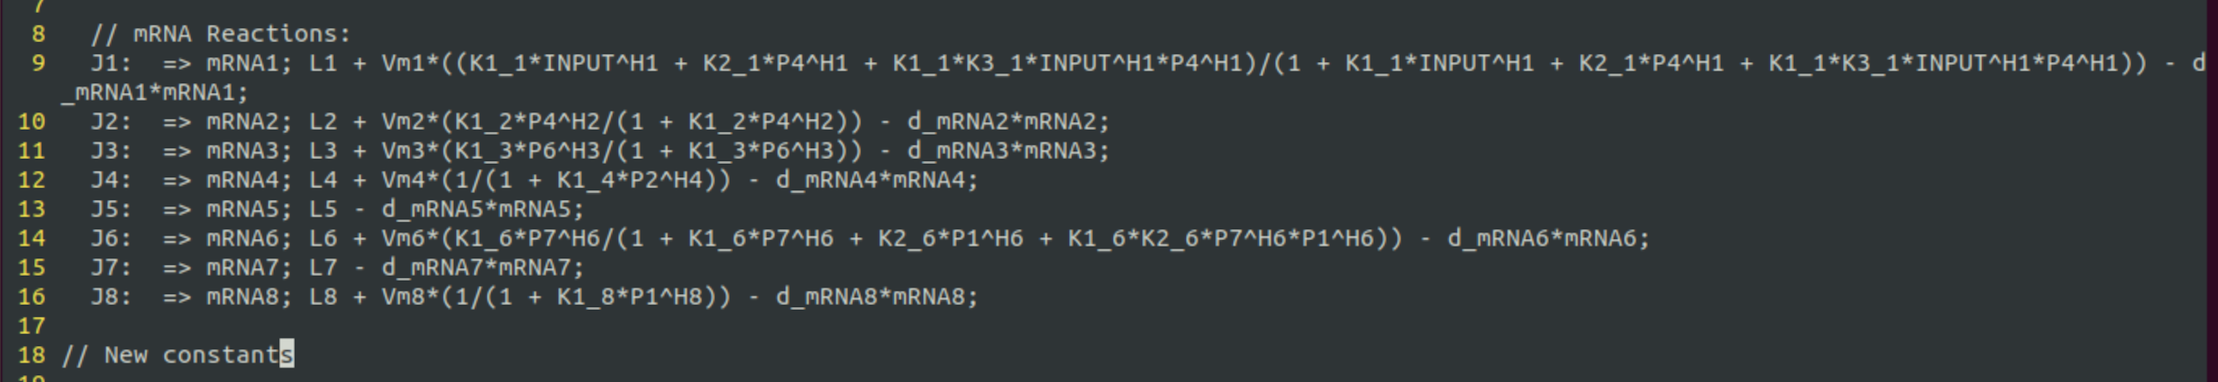 7
8 // mRNA Reactions:
9 J1: => mRNA1; L1 + Vm1*((K1_1*INPUT^H1 + K2_1*P4^H1 + K1_1*K3_1*INPUT^H1*P4^H1)/(1 + K1_1*INPUT^H1 + K2_1*P4^H1 + K1_1*K3_1*INPUT^H1*P4^H1)) - d
_mRNA1*mRNA1;
10 J2: => mRNA2; L2 + Vm2*(K1_2*P4^H2/(1 + K1_2*P4^H2)) - d_mRNA2*mRNA2;
11 J3: => mRNA3; L3 + Vm3*(K1_3*P6^H3/(1 + K1_3*P6^H3)) - d_mRNA3*mRNA3;
12 J4: => mRNA4; L4 + Vm4*(1/(1 + K1_4*P2^H4)) - d_mRNA4*mRNA4;
13 J5: => mRNA5; L5 - d_mRNA5*mRNA5;
14 J6: => mRNA6; L6 + Vm6*(K1_6*P7^H6/(1 + K1_6*P7^H6 + K2_6*P1^H6 + K1_6*K2_6*P7^H6*P1^H6)) - d_mRNA6*mRNA6;
15 J7: => mRNA7; L7 - d_mRNA7*mRNA7;
16 J8: => mRNA8; L8 + Vm8*(1/(1 + K1_8*P1^H8)) - d_mRNA8*mRNA8;
17
18 // New constants
19